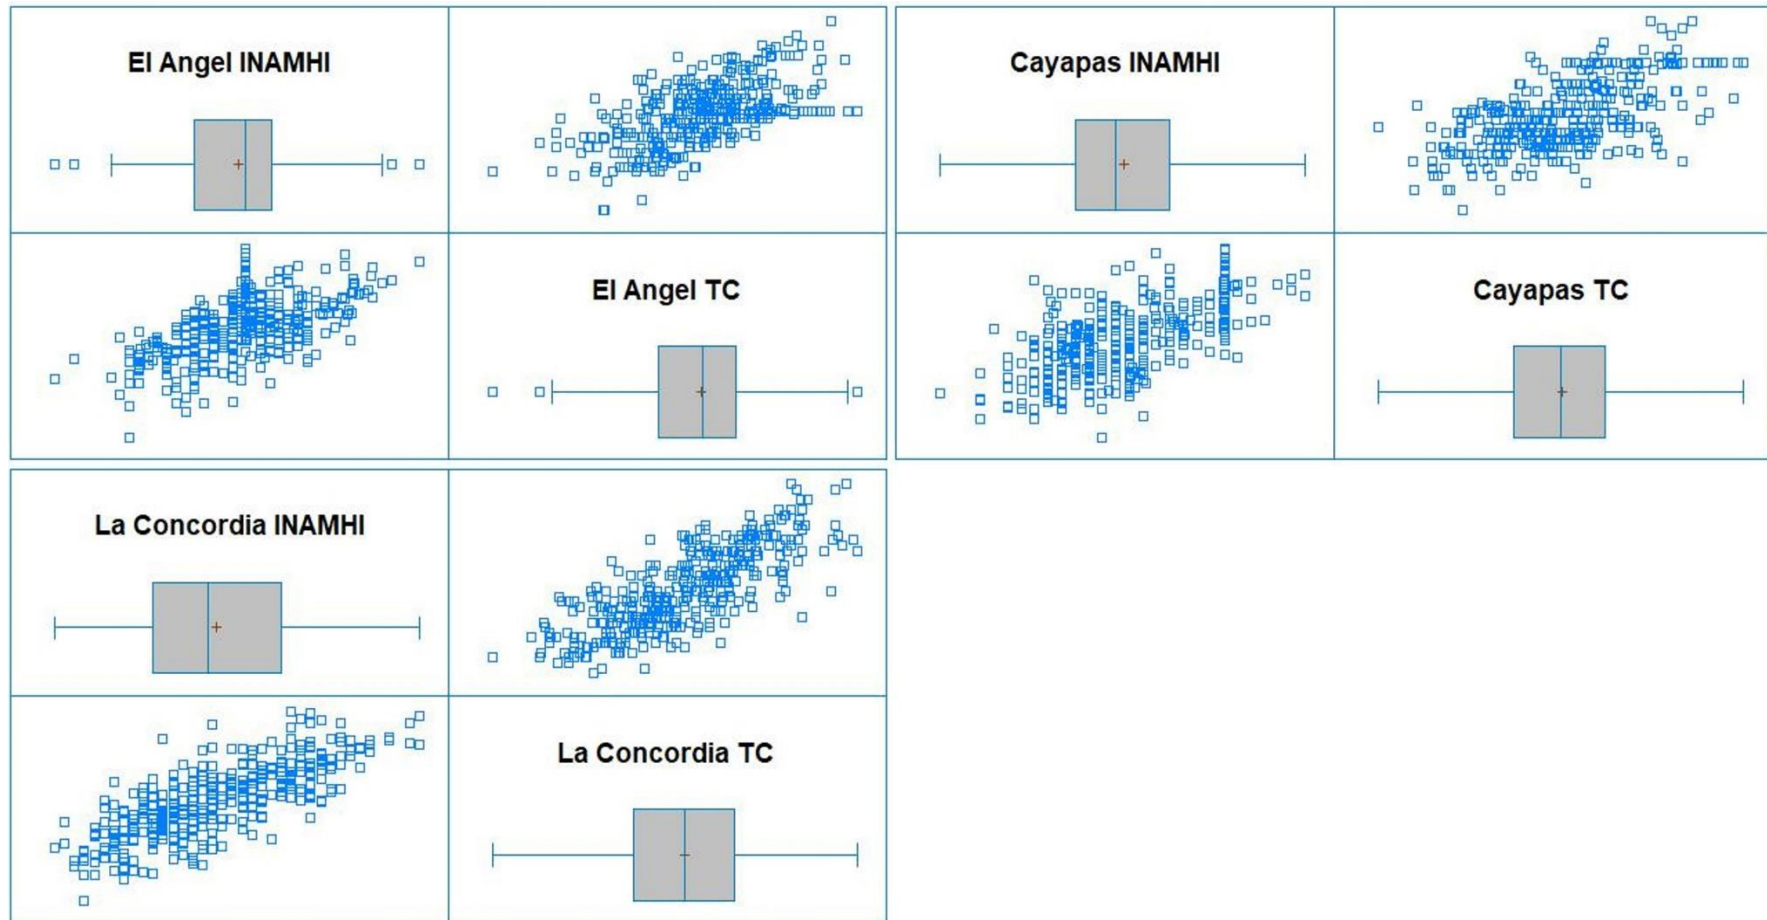 El Angel INAMHI
Cayapas INAMHI
El Angel TC
Cayapas TC
La Concordia INAMHI
La Concordia TC